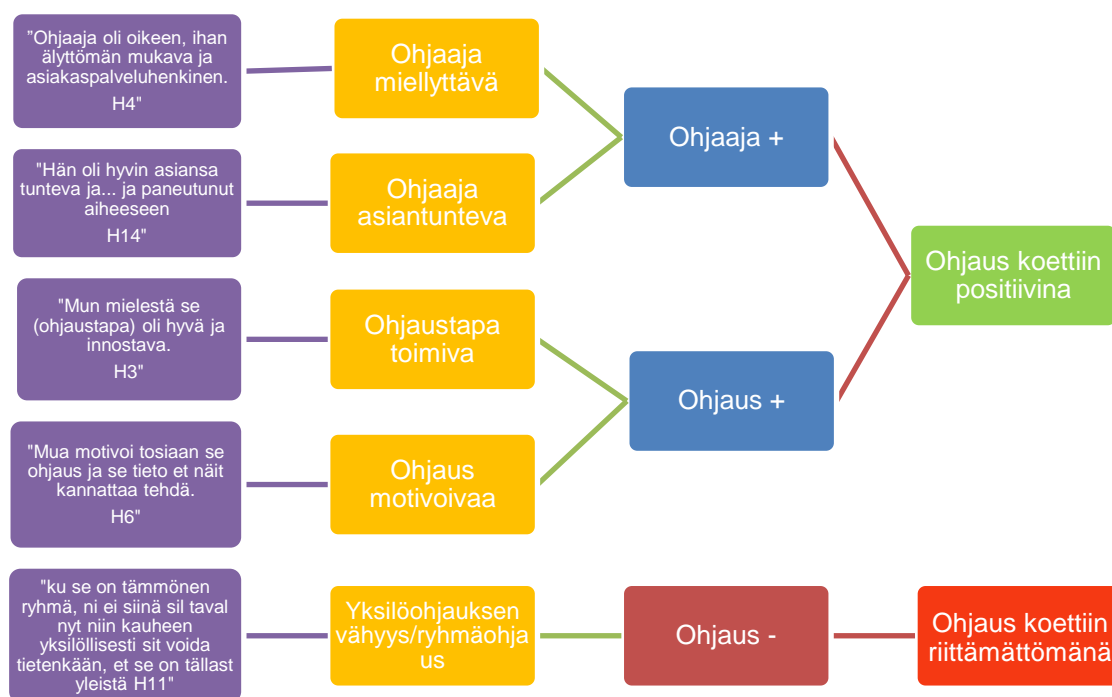 "Ohjaaja oli oikeen, ihan
älyttömän mukava ja
asiakaspalveluhenkinen.
H4"
"Hän oli hyvin asiansa
tunteva ja... ja paneutunut
aiheeseen
H14"
"Mun mielestä se
(ohjaustapa) oli hyvä ja
innostava.
H3"
"Mua motivoi tosiaan se
ohjaus ja se tieto et näit
kannattaa tehdä.
H6"
"ku se on tämmönen
ryhmä, ni ei siinä sil taval
nyt niin kauheen
yksilöllisesti sit voida
tietenkään, et se on tällast
yleistä H11"
Ohjaaja
miellyttävä
Ohjaaja
asiantunteva
Ohjaustapa
toimiva
Ohjaus
motivoivaa
Yksilöohjauksen
vähyys/ryhmäohja
us
Ohjaaja +
Ohjaus +
Ohjaus -
Ohjaus koettiin
positiivina
Ohjaus koettiin
riittämättömänä